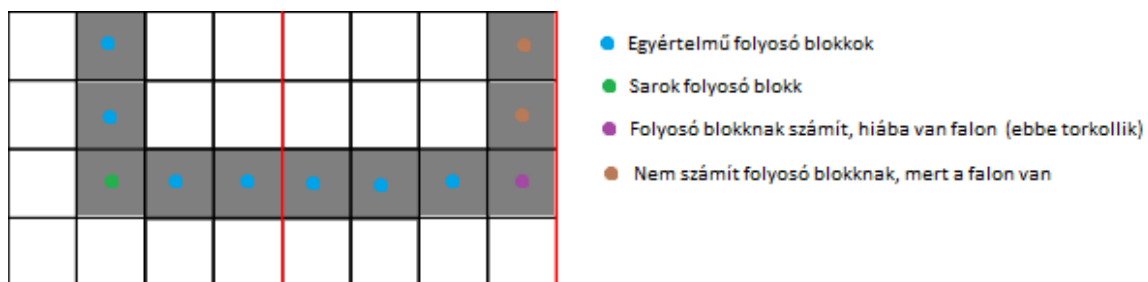 Egyértelmű folyosó blokkok
Sarok folyosó blokk
Folyosó blokknak számít, hiába van falon (ebbe torkollik)
Nem számít folyosó blokknak, mert a falon van